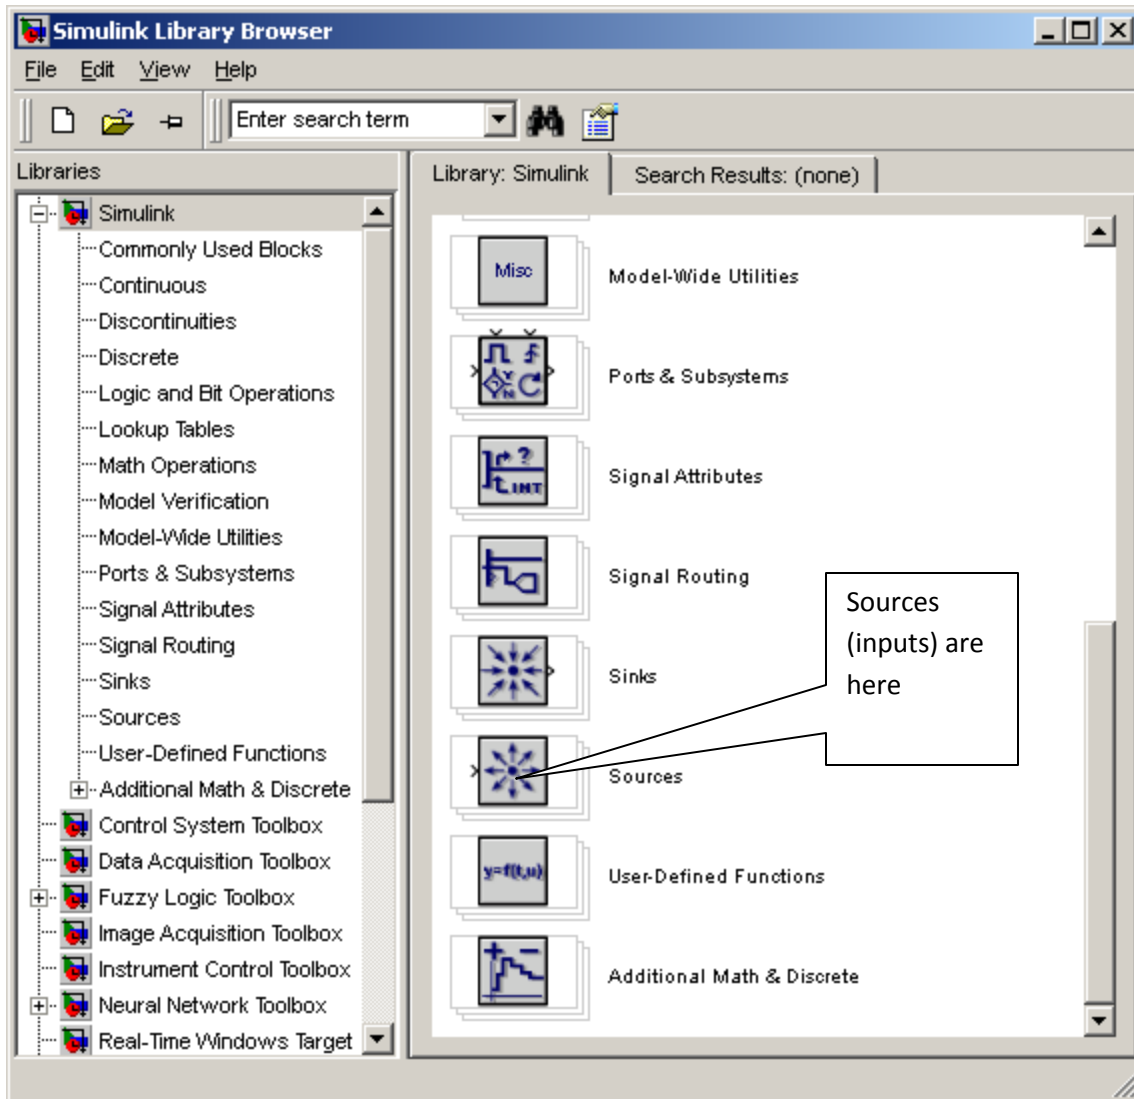 Simulink Library Browser
File Edit View Help
Enter search term
Libraries
Library: Simulink
Search Results: (none)
Simulink
Commonly Used Blocks
Continuous
Discontinuities
Discrete
Logic and Bit Operations
Lookup Tables
Math Operations
Model Verification
Model-Wide Utilities
Ports & Subsystems
Signal Attributes
Signal Routing
Sinks
Sources
User-Defined Functions
Additional Math & Discrete
Control System Toolbox
Data Acquisition Toolbox
Fuzzy Logic Toolbox
Image Acquisition Toolbox
Instrument Control Toolbox
Neural Network Toolbox
Real-Time Windows Target
Misc
Model-Wide Utilities
Y
N
Ports & Subsystems
?
INT
Signal Attributes
Signal Routing
Sinks
Sources
y=f(t,u)
User-Defined Functions
+ −
Additional Math & Discrete
Sources
(inputs) are
here